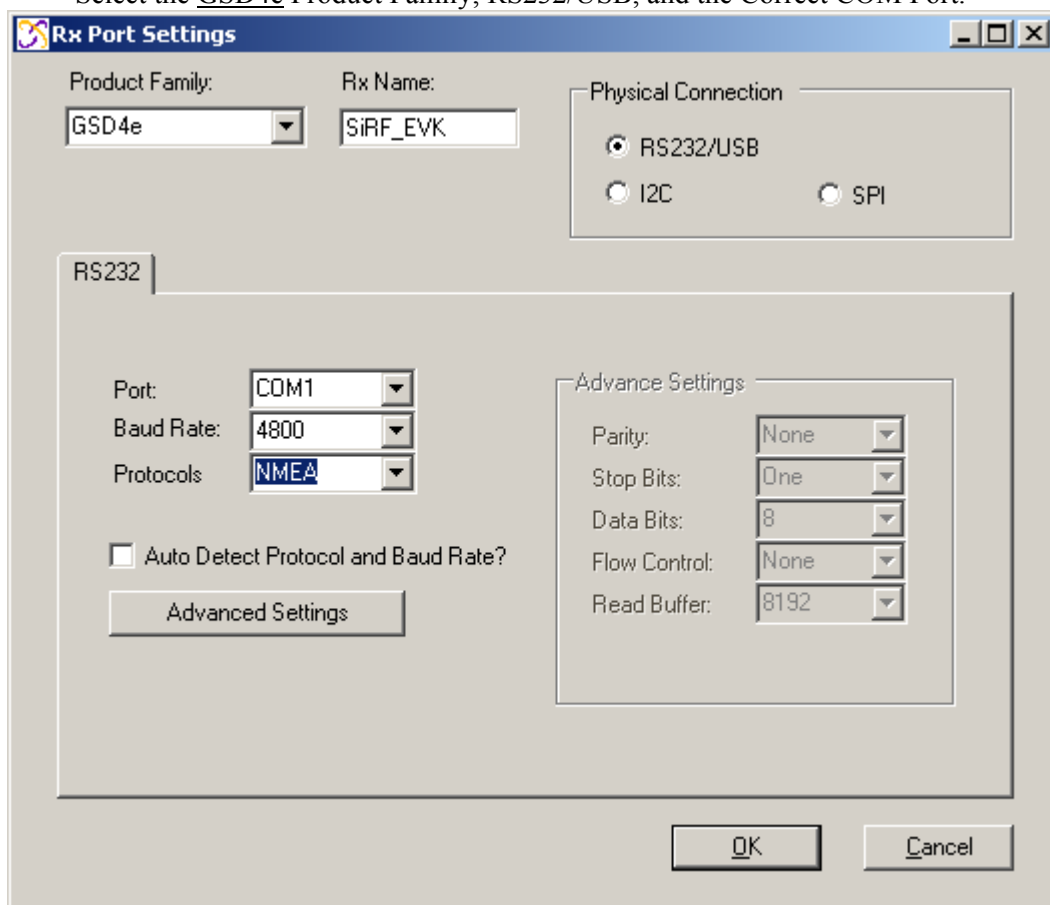 Select the GSD4e Product Family, RS232/USB, and the Correct COM Port.
Rx Port Settings
Product Family:
Rx Name:
GSD4e
SiRF_EVK
Physical Connection
RS232/USB
I2C
SPI
RS232
Port:
COM1
Baud Rate:
4800
Protocols
NMEA
Auto Detect Protocol and Baud Rate?
Advanced Settings
Advance Settings
Parity:
None
Stop Bits:
One
Data Bits:
8
Flow Control:
None
Read Buffer:
8192
OK
Cancel